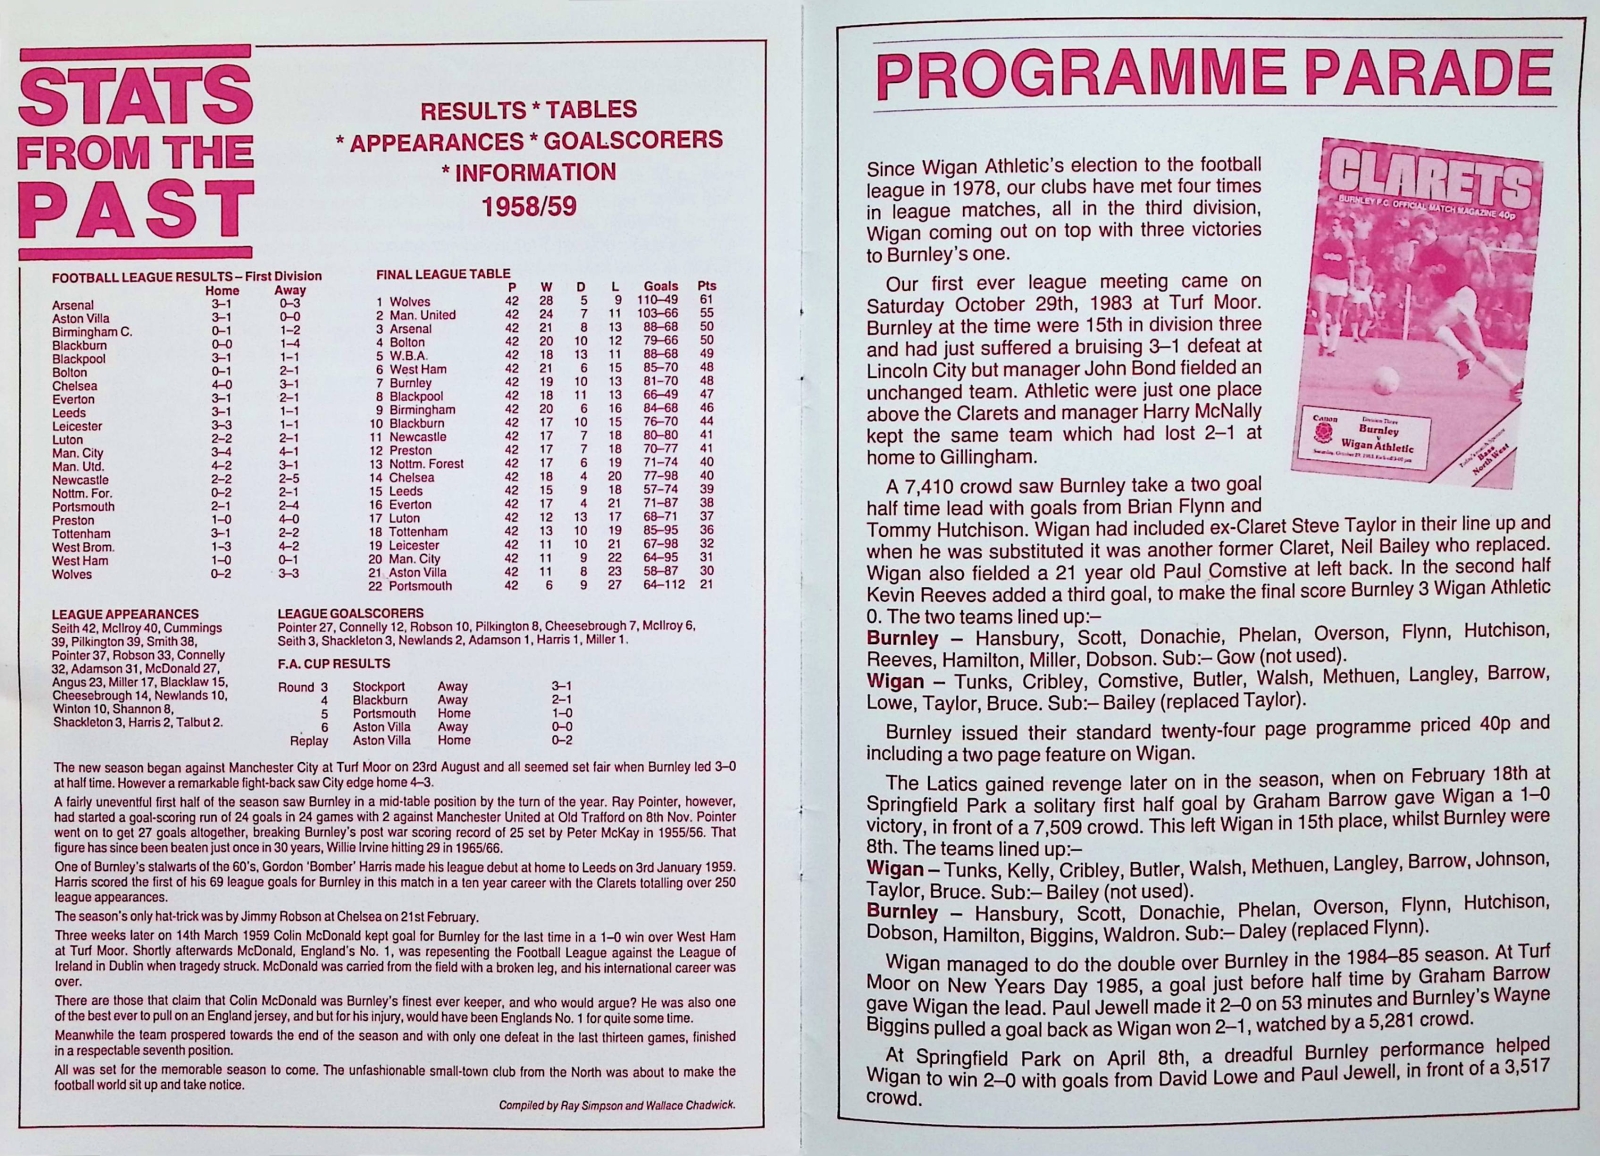 STATS
FROM THE
PAST
RESULTS * TABLES
* APPEARANCES * GOALSCORERS
* INFORMATION
1958/59
FOOTBALL LEAGUE RESULTS – First Division
Home Away
Arsenal 3–1 0–3
Aston Villa 3–1 0–0
Birmingham C. 0–1 1–2
Blackburn 0–0 1–4
Blackpool 3–1 1–1
Bolton 0–1 2–1
Chelsea 4–0 3–1
Everton 3–1 2–1
Leeds 3–1 1–1
Leicester 3–3 1–1
Luton 2–2 2–1
Man. City 3–4 4–1
Man. Utd. 4–2 3–1
Newcastle 2–2 2–5
Nottm. For. 0–2 2–1
Portsmouth 2–1 2–4
Preston 1–0 4–0
Tottenham 3–1 2–2
West Brom. 1–3 4–2
West Ham 1–0 0–1
Wolves 0–2 3–3
FINAL LEAGUE TABLE
P W D L Goals Pts
1 Wolves 42 28 5 9 110–49 61
2 Man. United 42 24 7 11 103–66 55
3 Arsenal 42 21 8 13 88–68 50
4 Bolton 42 20 10 12 79–66 50
5 W.B.A. 42 18 13 11 88–68 49
6 West Ham 42 21 6 15 85–70 48
7 Burnley 42 19 10 13 81–70 48
8 Blackpool 42 18 11 13 66–49 47
9 Birmingham 42 20 6 16 84–68 46
10 Blackburn 42 17 10 15 76–70 44
11 Newcastle 42 17 7 18 80–80 41
12 Preston 42 17 7 18 70–77 41
13 Nottm. Forest 42 17 6 19 71–74 40
14 Chelsea 42 18 4 20 77–98 40
15 Leeds 42 15 9 18 57–74 39
16 Everton 42 17 4 21 71–87 38
17 Luton 42 12 13 17 68–71 37
18 Tottenham 42 13 10 19 85–95 36
19 Leicester 42 11 10 21 67–98 32
20 Man. City 42 11 9 22 64–95 31
21 Aston Villa 42 11 8 23 58–87 30
22 Portsmouth 42 6 9 27 64–112 21
LEAGUE APPEARANCES
Seith 42, McIlroy 40, Cummings
39, Pilkington 39, Smith 38,
Pointer 37, Robson 33, Connelly
32, Adamson 31, McDonald 27,
Angus 23, Miller 17, Blacklaw 15,
Cheesebrough 14, Newlands 10,
Winton 10, Shannon 8,
Shackleton 3, Harris 2, Talbut 2.
LEAGUE GOALSCORERS
Pointer 27, Connelly 12, Robson 10, Pilkington 8, Cheesebrough 7, McIlroy 6,
Seith 3, Shackleton 3, Newlands 2, Adamson 1, Harris 1, Miller 1.
F.A. CUP RESULTS
Round 3 Stockport Away 3–1
4 Blackburn Away 2–1
5 Portsmouth Home 1–0
6 Aston Villa Away 0–0
Replay Aston Villa Home 0–2
The new season began against Manchester City at Turf Moor on 23rd August and all seemed set fair when Burnley led 3–0
at half time. However a remarkable fight-back saw City edge home 4–3.
A fairly uneventful first half of the season saw Burnley in a mid-table position by the turn of the year. Ray Pointer, however,
had started a goal-scoring run of 24 goals in 24 games with 2 against Manchester United at Old Trafford on 8th Nov. Pointer
went on to get 27 goals altogether, breaking Burnley's post war scoring record of 25 set by Peter McKay in 1955/56. That
figure has since been beaten just once in 30 years, Willie Irvine hitting 29 in 1965/66.
One of Burnley's stalwarts of the 60's, Gordon 'Bomber' Harris made his league debut at home to Leeds on 3rd January 1959.
Harris scored the first of his 69 league goals for Burnley in this match in a ten year career with the Clarets totalling over 250
league appearances.
The season's only hat-trick was by Jimmy Robson at Chelsea on 21st February.
Three weeks later on 14th March 1959 Colin McDonald kept goal for Burnley for the last time in a 1–0 win over West Ham
at Turf Moor. Shortly afterwards McDonald, England's No. 1, was repesenting the Football League against the League of
Ireland in Dublin when tragedy struck. McDonald was carried from the field with a broken leg, and his international career was
over.
There are those that claim that Colin McDonald was Burnley's finest ever keeper, and who would argue? He was also one
of the best ever to pull on an England jersey, and but for his injury, would have been Englands No. 1 for quite some time.
Meanwhile the team prospered towards the end of the season and with only one defeat in the last thirteen games, finished
in a respectable seventh position.
All was set for the memorable season to come. The unfashionable small-town club from the North was about to make the
football world sit up and take notice.
Compiled by Ray Simpson and Wallace Chadwick.
PROGRAMME PARADE
Since Wigan Athletic's election to the football
league in 1978, our clubs have met four times
in league matches, all in the third division,
Wigan coming out on top with three victories
to Burnley's one.
Our first ever league meeting came on
Saturday October 29th, 1983 at Turf Moor.
Burnley at the time were 15th in division three
and had just suffered a bruising 3–1 defeat at
Lincoln City but manager John Bond fielded an
unchanged team. Athletic were just one place
above the Clarets and manager Harry McNally
kept the same team which had lost 2–1 at
home to Gillingham.
CLARETS
BURNLEY F.C. OFFICIAL MATCH MAGAZINE 40p
Canon
Division Three
Burnley
v
Wigan Athletic
Saturday, October 29, 1983. Kick-off 3.00 pm
Today's Match Sponsors
Base
North West
A 7,410 crowd saw Burnley take a two goal
half time lead with goals from Brian Flynn and
Tommy Hutchison. Wigan had included ex-Claret Steve Taylor in their line up and
when he was substituted it was another former Claret, Neil Bailey who replaced.
Wigan also fielded a 21 year old Paul Comstive at left back. In the second half
Kevin Reeves added a third goal, to make the final score Burnley 3 Wigan Athletic
0. The two teams lined up:–
Burnley – Hansbury, Scott, Donachie, Phelan, Overson, Flynn, Hutchison,
Reeves, Hamilton, Miller, Dobson. Sub:– Gow (not used).
Wigan – Tunks, Cribley, Comstive, Butler, Walsh, Methuen, Langley, Barrow,
Lowe, Taylor, Bruce. Sub:– Bailey (replaced Taylor).
Burnley issued their standard twenty-four page programme priced 40p and
including a two page feature on Wigan.
The Latics gained revenge later on in the season, when on February 18th at
Springfield Park a solitary first half goal by Graham Barrow gave Wigan a 1–0
victory, in front of a 7,509 crowd. This left Wigan in 15th place, whilst Burnley were
8th. The teams lined up:–
Wigan – Tunks, Kelly, Cribley, Butler, Walsh, Methuen, Langley, Barrow, Johnson,
Taylor, Bruce. Sub:– Bailey (not used).
Burnley – Hansbury, Scott, Donachie, Phelan, Overson, Flynn, Hutchison,
Dobson, Hamilton, Biggins, Waldron. Sub:– Daley (replaced Flynn).
Wigan managed to do the double over Burnley in the 1984–85 season. At Turf
Moor on New Years Day 1985, a goal just before half time by Graham Barrow
gave Wigan the lead. Paul Jewell made it 2–0 on 53 minutes and Burnley's Wayne
Biggins pulled a goal back as Wigan won 2–1, watched by a 5,281 crowd.
At Springfield Park on April 8th, a dreadful Burnley performance helped
Wigan to win 2–0 with goals from David Lowe and Paul Jewell, in front of a 3,517
crowd.